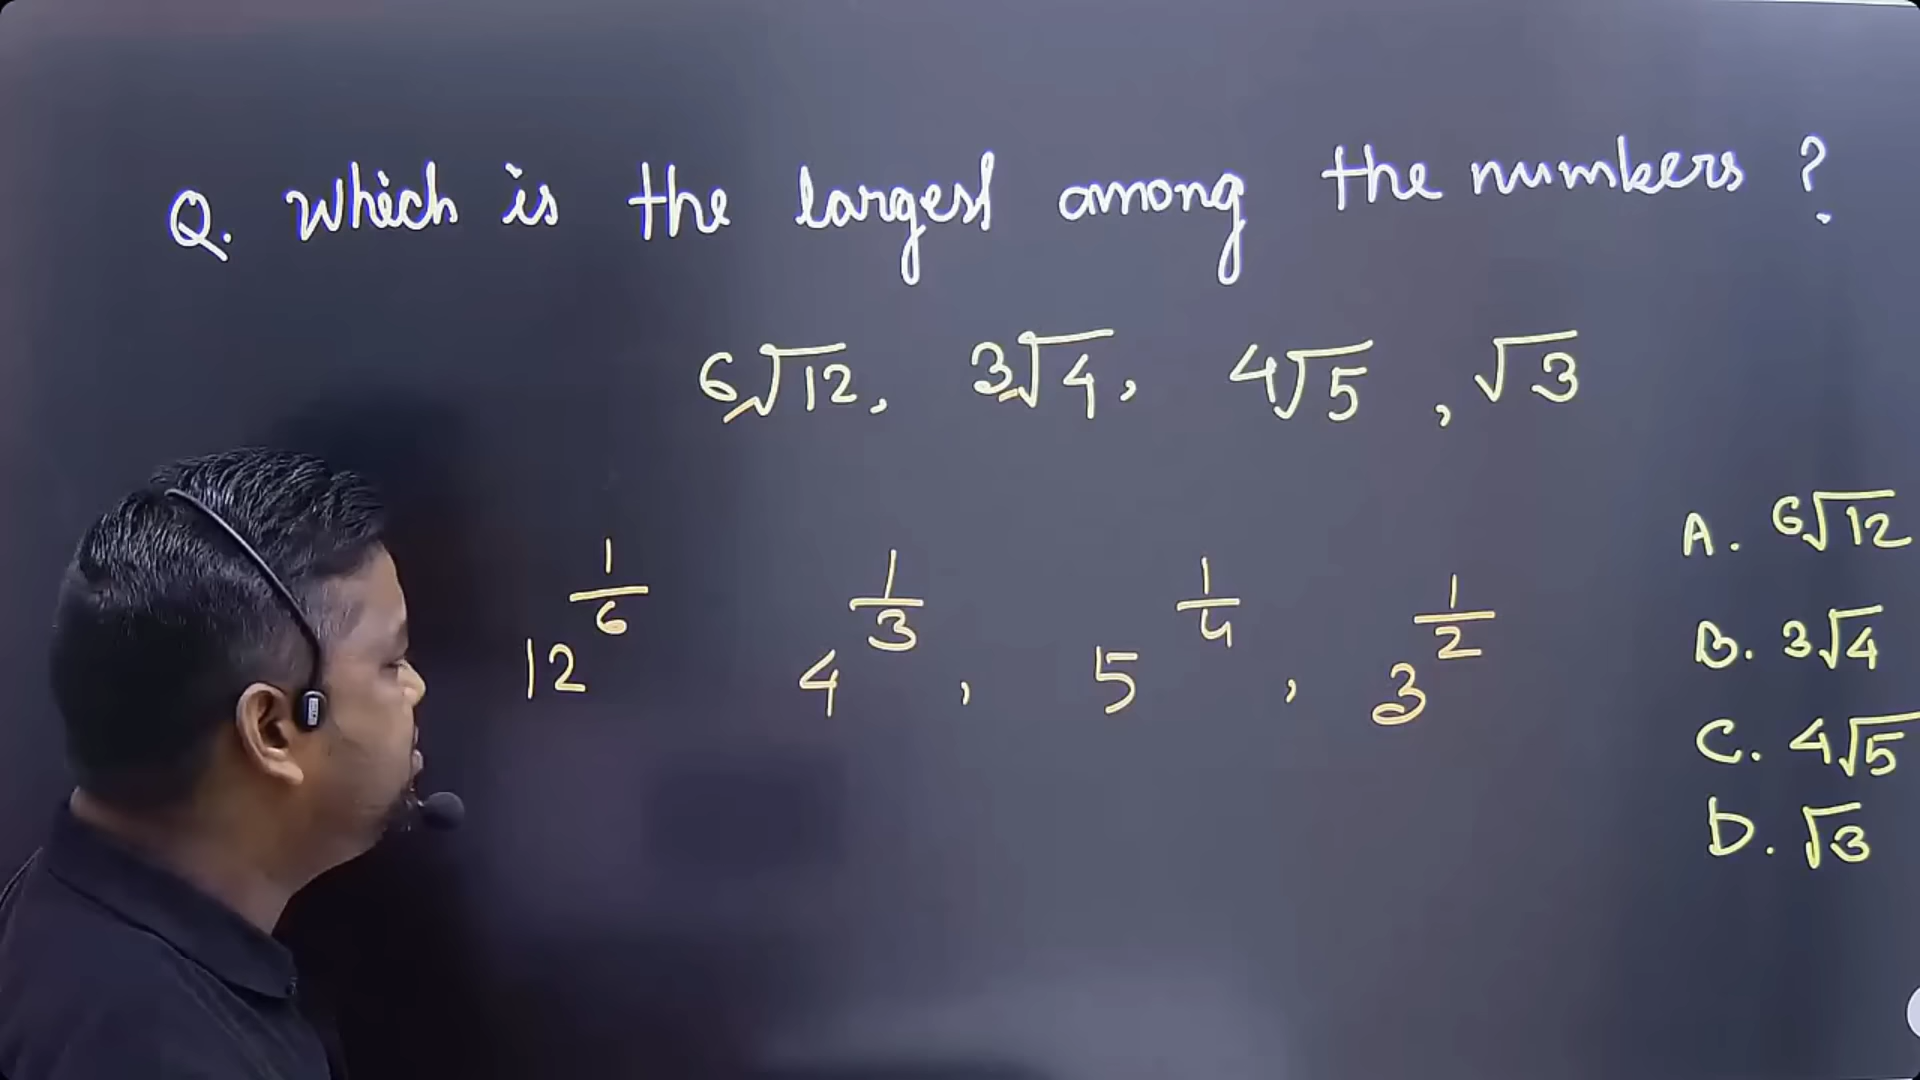 Q. Which is the largest among the numbers ?
6√12, 3√4, 4√5, √3
12^1/6 4^1/3, 5^1/4, 3^1/2
A. 6√12
B. 3√4
C. 4√5
D. √3